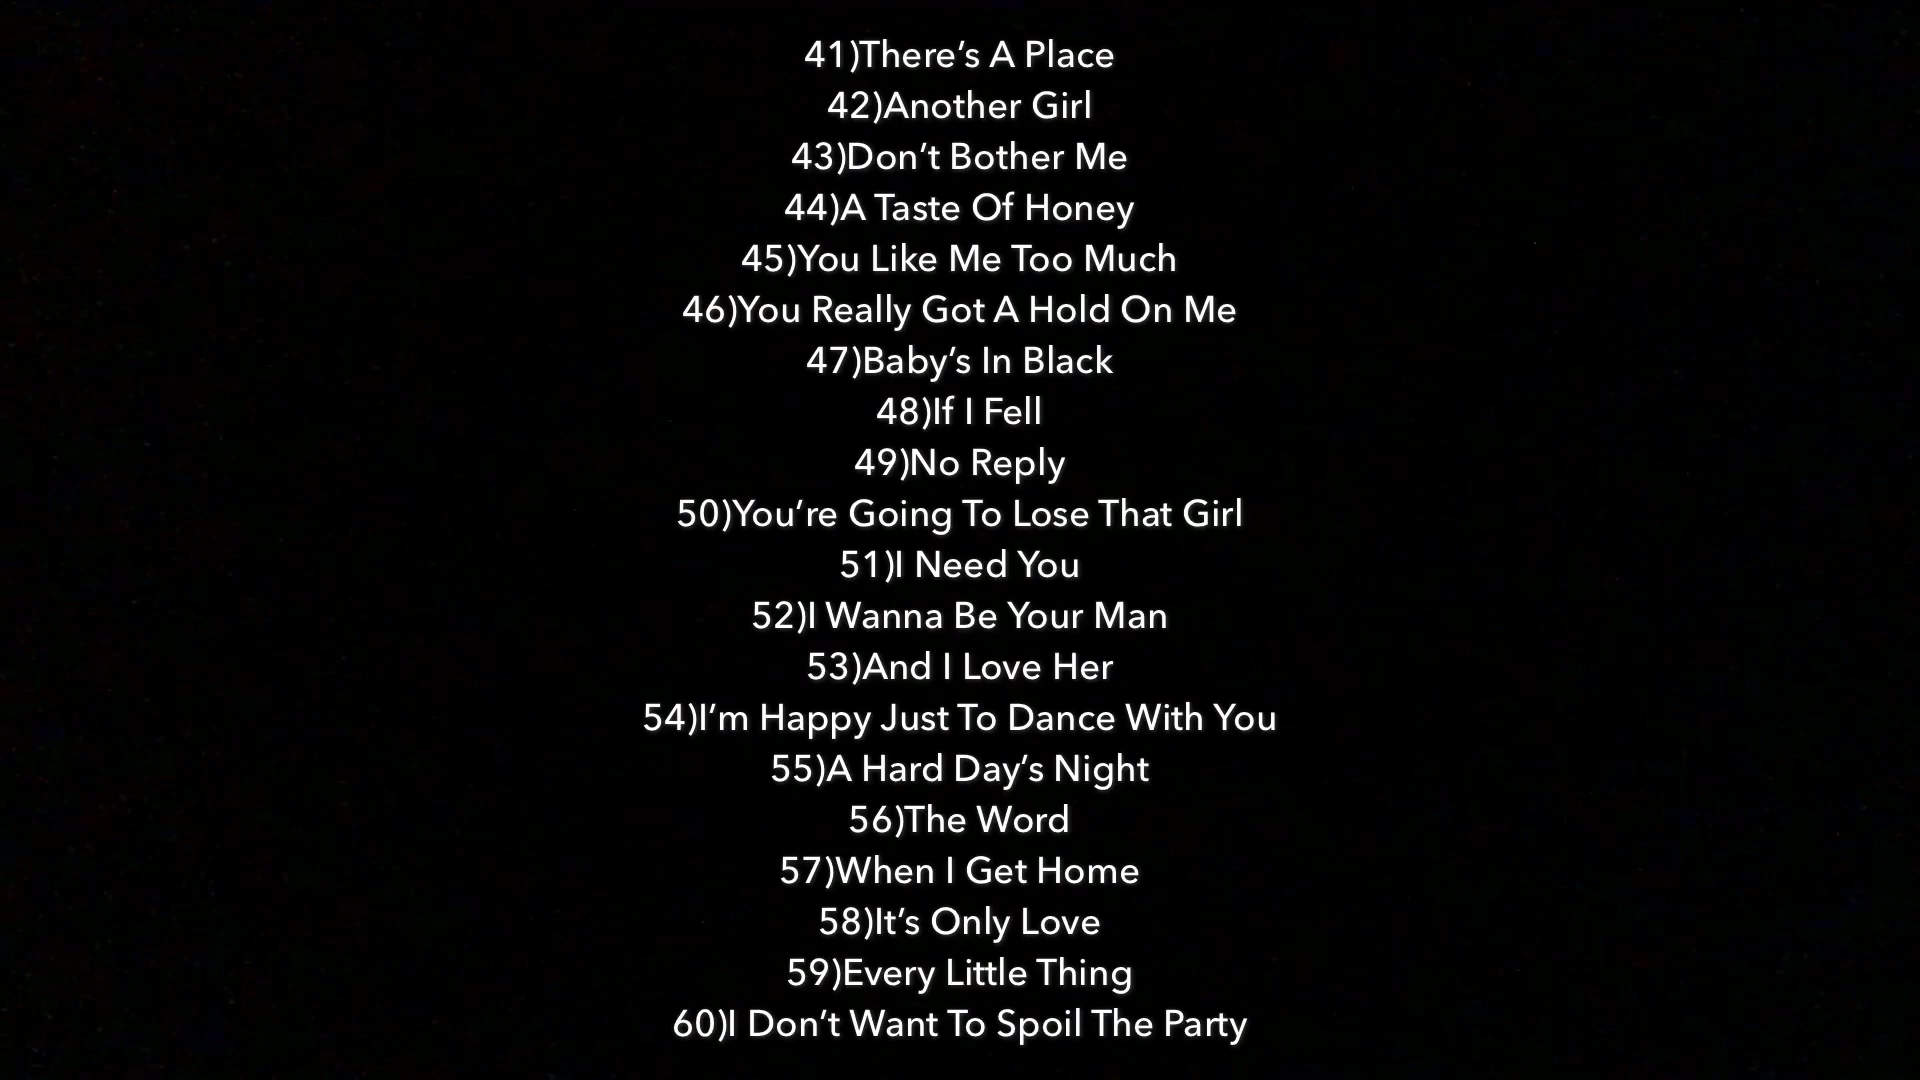 41)There’s A Place
42)Another Girl
43)Don’t Bother Me
44)A Taste Of Honey
45)You Like Me Too Much
46)You Really Got A Hold On Me
47)Baby’s In Black
48)If I Fell
49)No Reply
50)You’re Going To Lose That Girl
51)I Need You
52)I Wanna Be Your Man
53)And I Love Her
54)I’m Happy Just To Dance With You
55)A Hard Day’s Night
56)The Word
57)When I Get Home
58)It’s Only Love
59)Every Little Thing
60)I Don’t Want To Spoil The Party